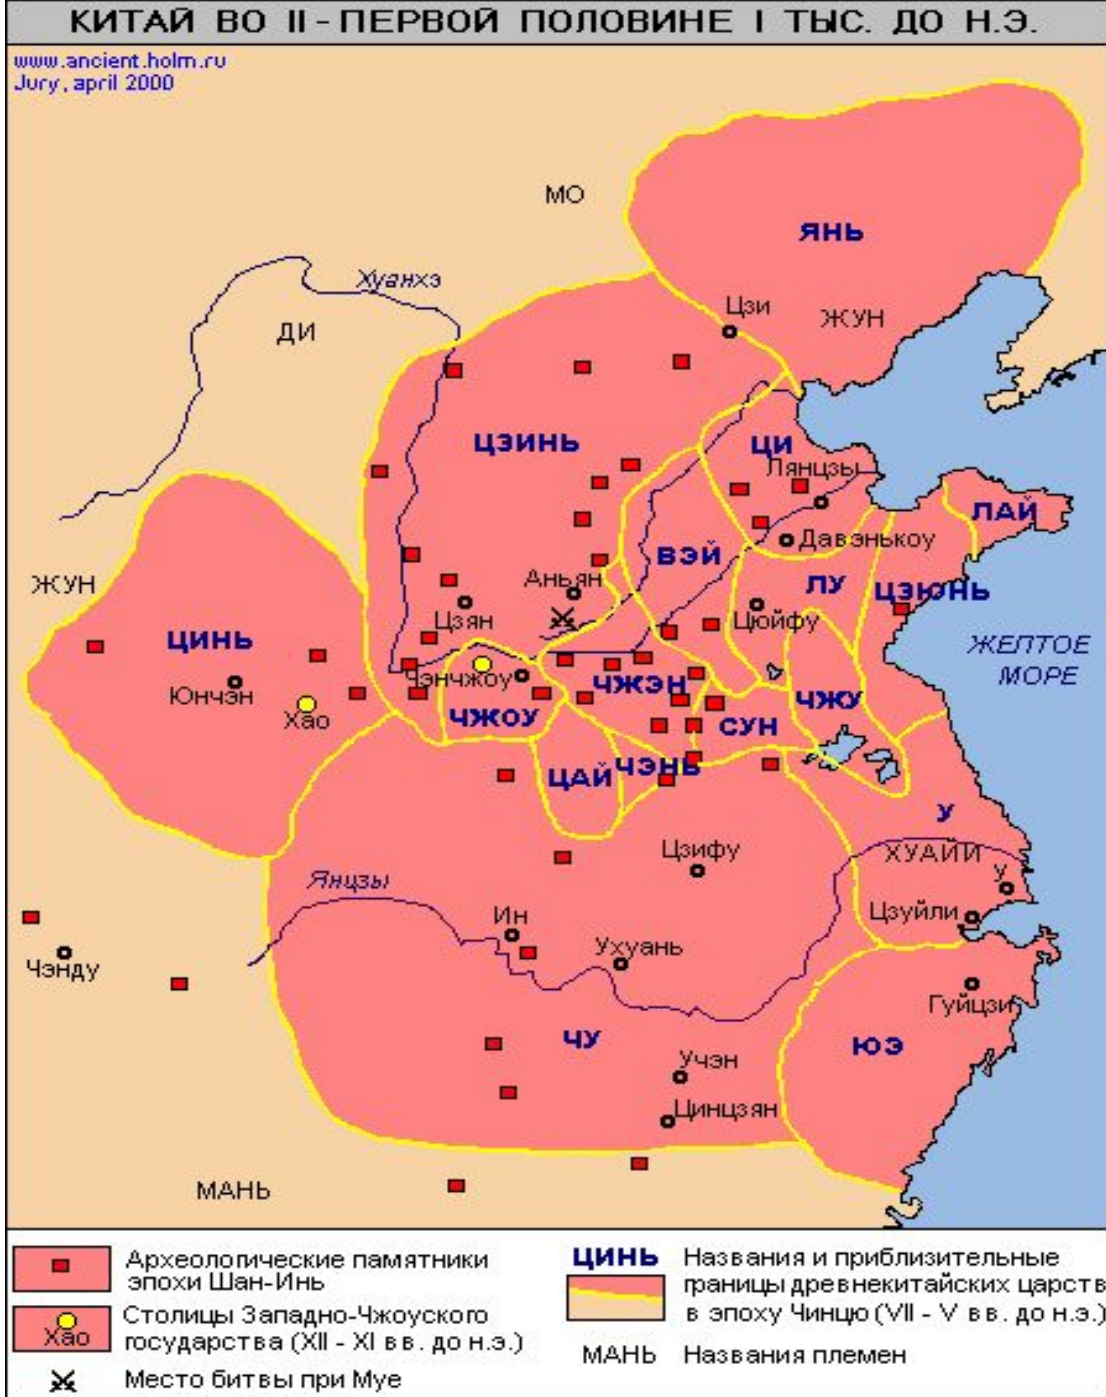 КИТАЙ ВО II - ПЕРВОЙ ПОЛОВИНЕ I ТЫС. ДО Н.Э.
www.ancient.holm.ru
Jury, april 2000
МО
ЯНЬ
Хуанхэ
Цзи
ЖУН
ДИ
ЦЗИНЬ
ЦИ
Лянцзы
ЛАЙ
Давэнькоу
ВЭЙ
Аньян
ЖУН
ЛУ
ЦЗЮНЬ
Цзян
Цюйфу
ЦИНЬ
ЖЕЛТОЕ
МОРЕ
Чэнчжоу
ЧЖЭН
Юнчэн
ЧЖУ
Хао
ЧЖОУ
СУН
ЦАЙ
ЧЭНЬ
У
Цзифу
ХУАЙИ
Янцзы
У
Ин
Цзуйли
Ухуань
Чэнду
Гуйцзи
ЧУ
ЮЭ
Учэн
Цинцзян
МАНЬ
Археологические памятники
эпохи Шан-Инь
Хао
Столицы Западно-Чжоуского
государства (XII - XI вв. до н.э.)
Место битвы при Муе
ЦИНЬ
Названия и приблизительные
границы древнекитайских царств
в эпоху Чинцю (VII - V вв. до н.э.)
МАНЬ
Названия племен